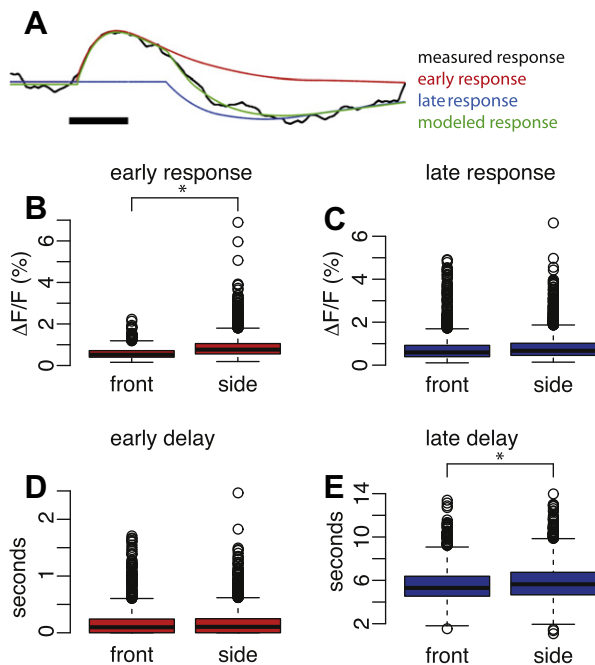 A
measured response
early response
late response
modeled response
early response
late response
B
*
ΔF/F (%)
6
4
2
0
front
side
C
ΔF/F (%)
6
4
2
0
front
side
early delay
late delay
D
seconds
2
1
0
front
side
E
*
seconds
14
10
6
2
front
side